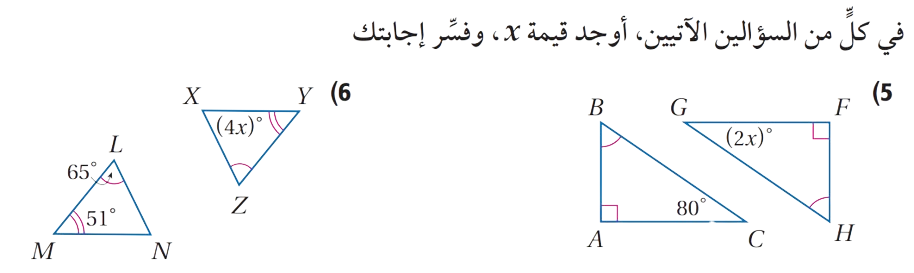 في كلٍّ من السؤالين الآتيين، أوجد قيمة x، وفسِّر إجابتك
(5
B
G
F
(2x)°
80°
A
C
H
(6
X
Y
(4x)°
Z
L
65°
51°
M
N